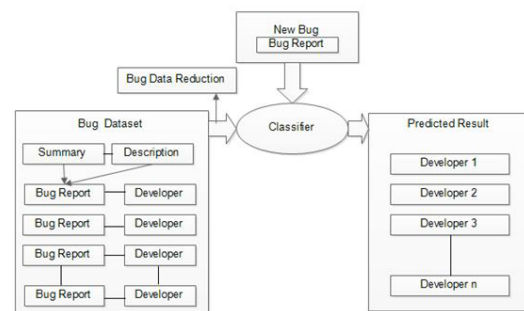 New Bug
Bug Report
Bug Data Reduction
Bug Dataset
Summary
Description
Bug Report
Developer
Bug Report
Developer
Bug Report
Developer
Bug Report
Developer
Classifier
Predicted Result
Developer 1
Developer 2
Developer 3
Developer n